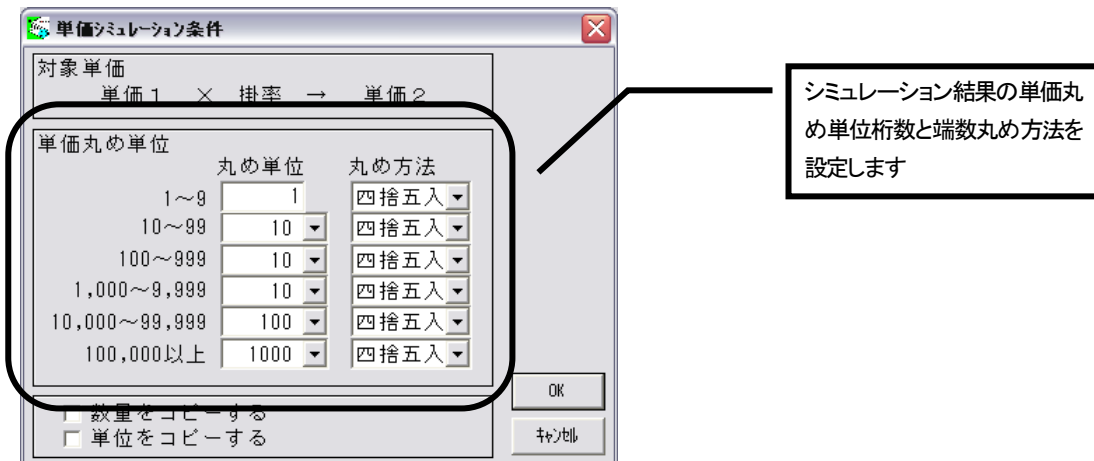 単価シミュレーション条件
対象単価
単価1 × 掛率 → 単価2
単価丸め単位
丸め単位 丸め方法
1～9 1 四捨五入
10～99 10 四捨五入
100～999 10 四捨五入
1,000～9,999 10 四捨五入
10,000～99,999 100 四捨五入
100,000以上 1000 四捨五入
数量をコピーする
単位をコピーする
OK
キャンセル
シミュレーション結果の単価丸
め単位桁数と端数丸め方法を
設定します